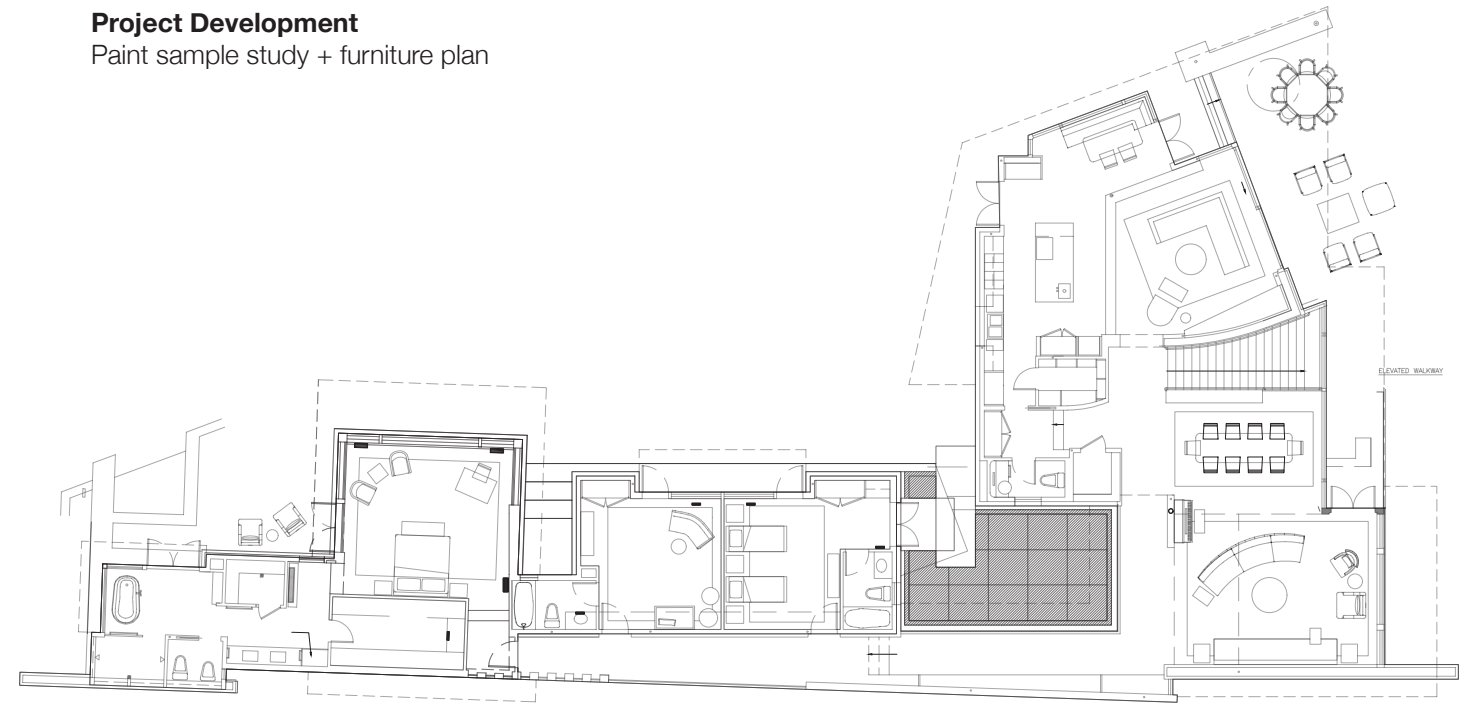 Project Development
Paint sample study + furniture plan
ELEVATED WALKWAY